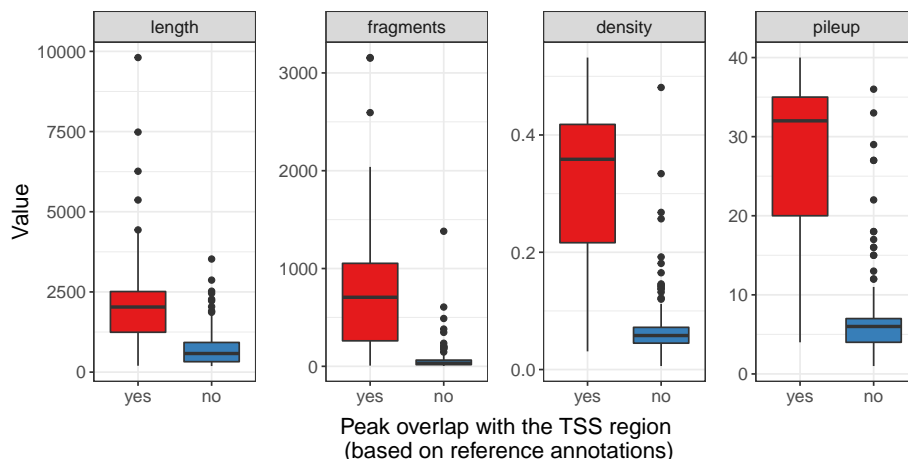 length
fragments
density
pileup
Value
10000
7500
5000
2500
0
3000
2000
1000
0
0.4
0.2
0.0
40
30
20
10
0
yes no
yes no
yes no
yes no
Peak overlap with the TSS region
(based on reference annotations)